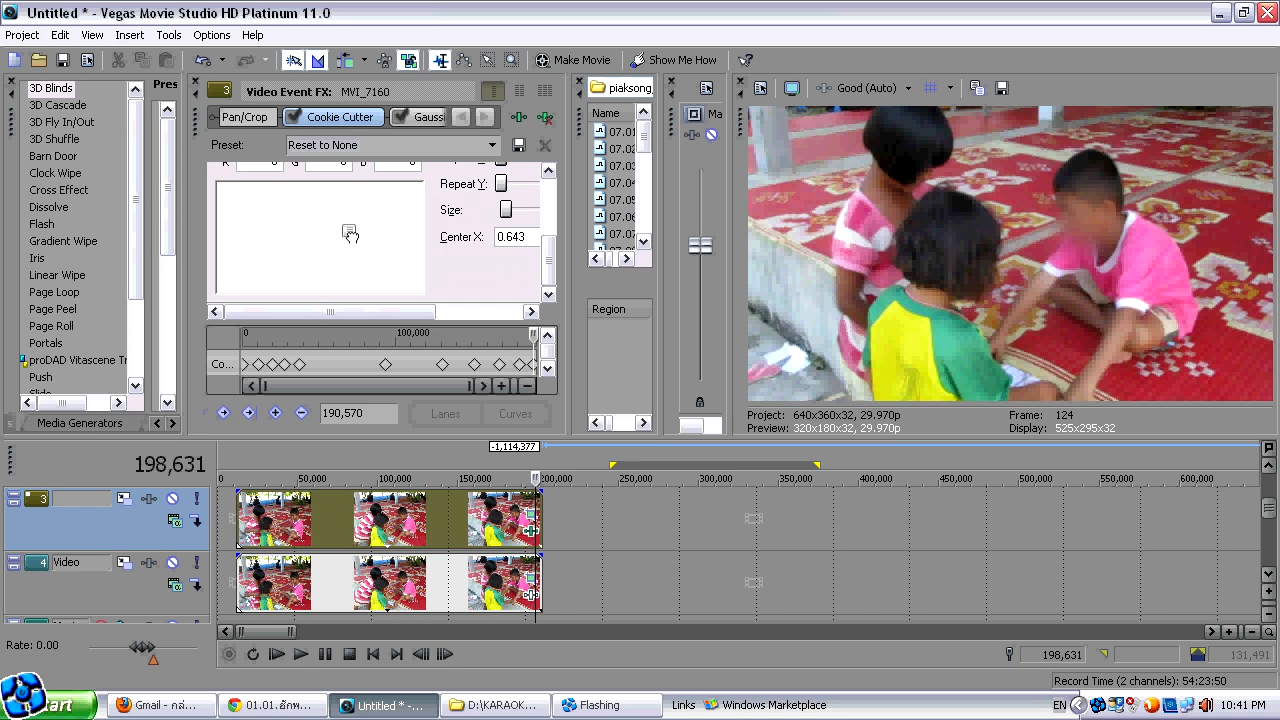 Untitled * - Vegas Movie Studio HD Platinum 11.0
Project Edit View Insert Tools Options Help
Make Movie Show Me How
3D Blinds
3D Cascade
3D Fly In/Out
3D Shuffle
Barn Door
Clock Wipe
Cross Effect
Dissolve
Flash
Gradient Wipe
Iris
Linear Wipe
Page Loop
Page Peel
Page Roll
Portals
proDAD Vitascene Tr
Push
Media Generators
Pres
3 Video Event FX: MVI_7160
Pan/Crop Cookie Cutter Gauss
Preset: Reset to None
Repeat Y:
Size:
Center X: 0.643
0 100,000
Co...
190,570 Lanes Curves
piaksong
Name
07.01
07.02
07.03
07.04
07.05
07.06
07.07
Region
Ma
Good (Auto)
Project: 640x360x32, 29.970p Frame: 124
Preview: 320x180x32, 29.970p Display: 525x295x32
-1,114,377
198,631
0 50,000 100,000 150,000 200,000 250,000 300,000 350,000 400,000 450,000 500,000 550,000 600,000
3
4 Video
Rate: 0.00
198,631 131,491
Record Time (2 channels): 54:23:50
start Gmail - กล่... 01.01.อักพ... Untitled * -... D:\KARAOK... Flashing Links Windows Marketplace EN 10:41 PM